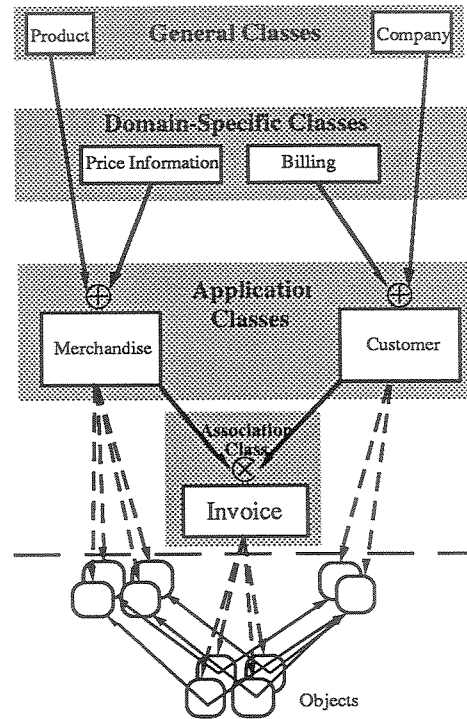 Product
General Classes
Company
Domain-Specific Classes
Price Information
Billing
Application
Classes
Merchandise
Customer
Association
Class
Invoice
Objects